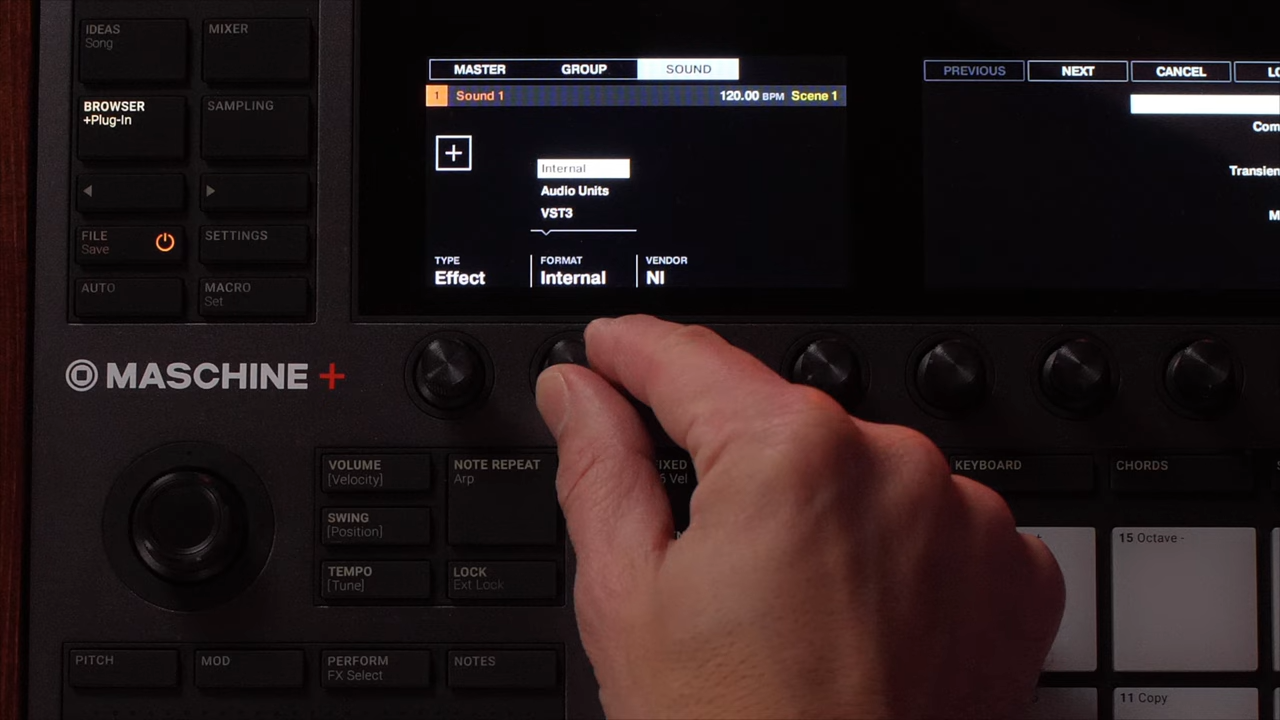 IDEAS
Song
MIXER
BROWSER
+Plug-In
SAMPLING
FILE
Save
SETTINGS
AUTO
MACRO
Set
MASTER
GROUP
SOUND
1
Sound 1
120.00 BPM
Scene 1
+
Internal
Audio Units
VST3
TYPE
Effect
FORMAT
Internal
VENDOR
NI
PREVIOUS
NEXT
CANCEL
MASCHINE +
VOLUME
[Velocity]
NOTE REPEAT
Arp
KEYBOARD
CHORDS
SWING
[Position]
TEMPO
[Tune]
LOCK
Ext Lock
15 Octave -
PITCH
MOD
PERFORM
FX Select
NOTES
11 Copy